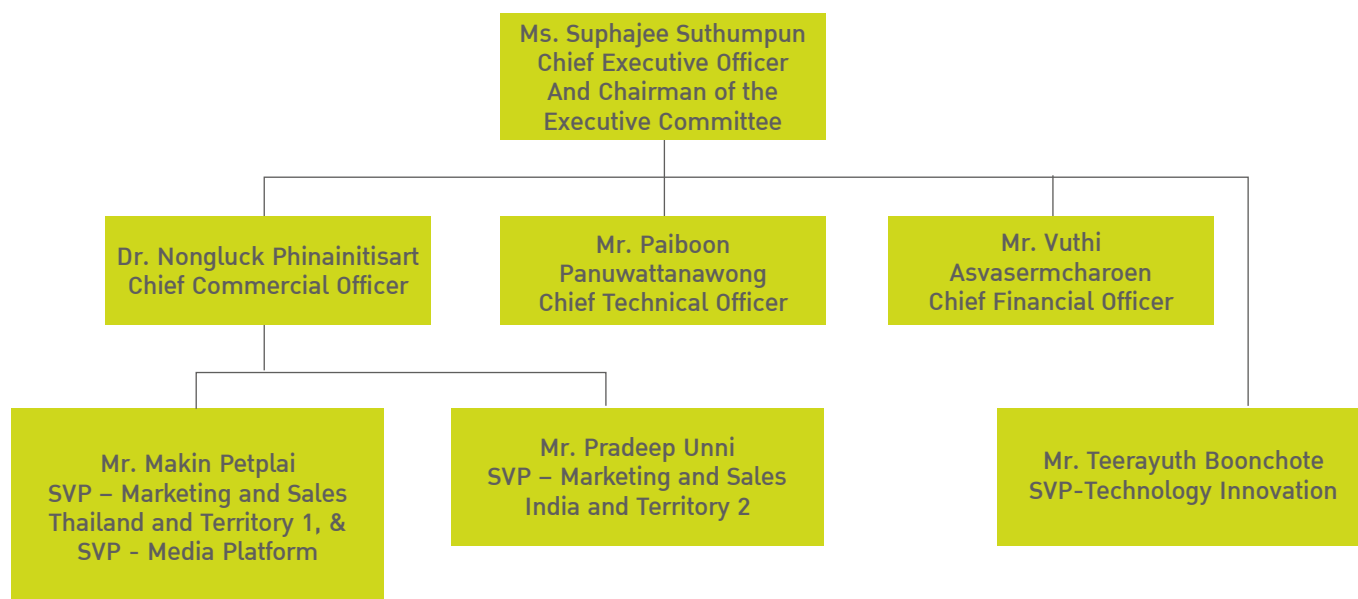 Ms. Suphajee Suthumpun
Chief Executive Officer
And Chairman of the
Executive Committee
Dr. Nongluck Phinainitisart
Chief Commercial Officer
Mr. Paiboon
Panuwattanawong
Chief Technical Officer
Mr. Vuthi
Asvasermcharoen
Chief Financial Officer
Mr. Makin Petplai
SVP – Marketing and Sales
Thailand and Territory 1, &
SVP - Media Platform
Mr. Pradeep Unni
SVP – Marketing and Sales
India and Territory 2
Mr. Teerayuth Boonchote
SVP-Technology Innovation